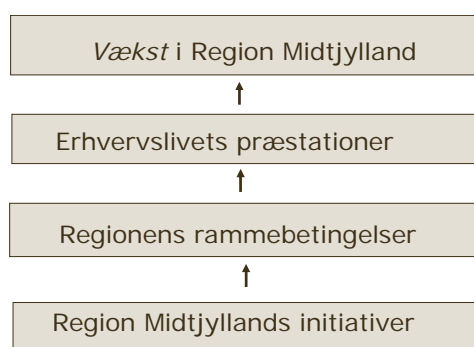 Vækst i Region Midtjylland
Erhvervslivets præstationer
Regionens rammebetingelser
Region Midtjyllands initiativer